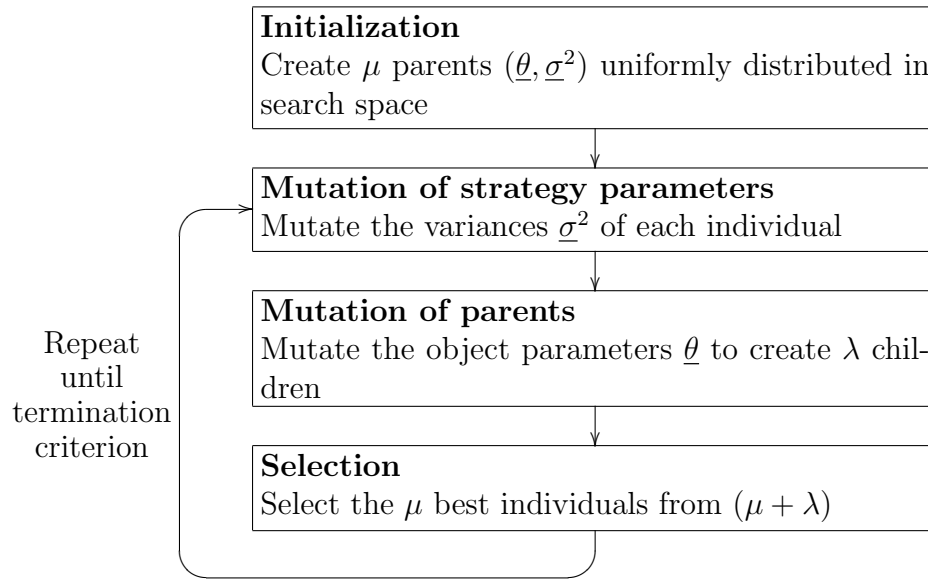 Initialization
Create μ parents (θ, σ²) uniformly distributed in
search space
Mutation of strategy parameters
Mutate the variances σ² of each individual
Mutation of parents
Mutate the object parameters θ to create λ chil-
dren
Repeat
until
termination
criterion
Selection
Select the μ best individuals from (μ + λ)